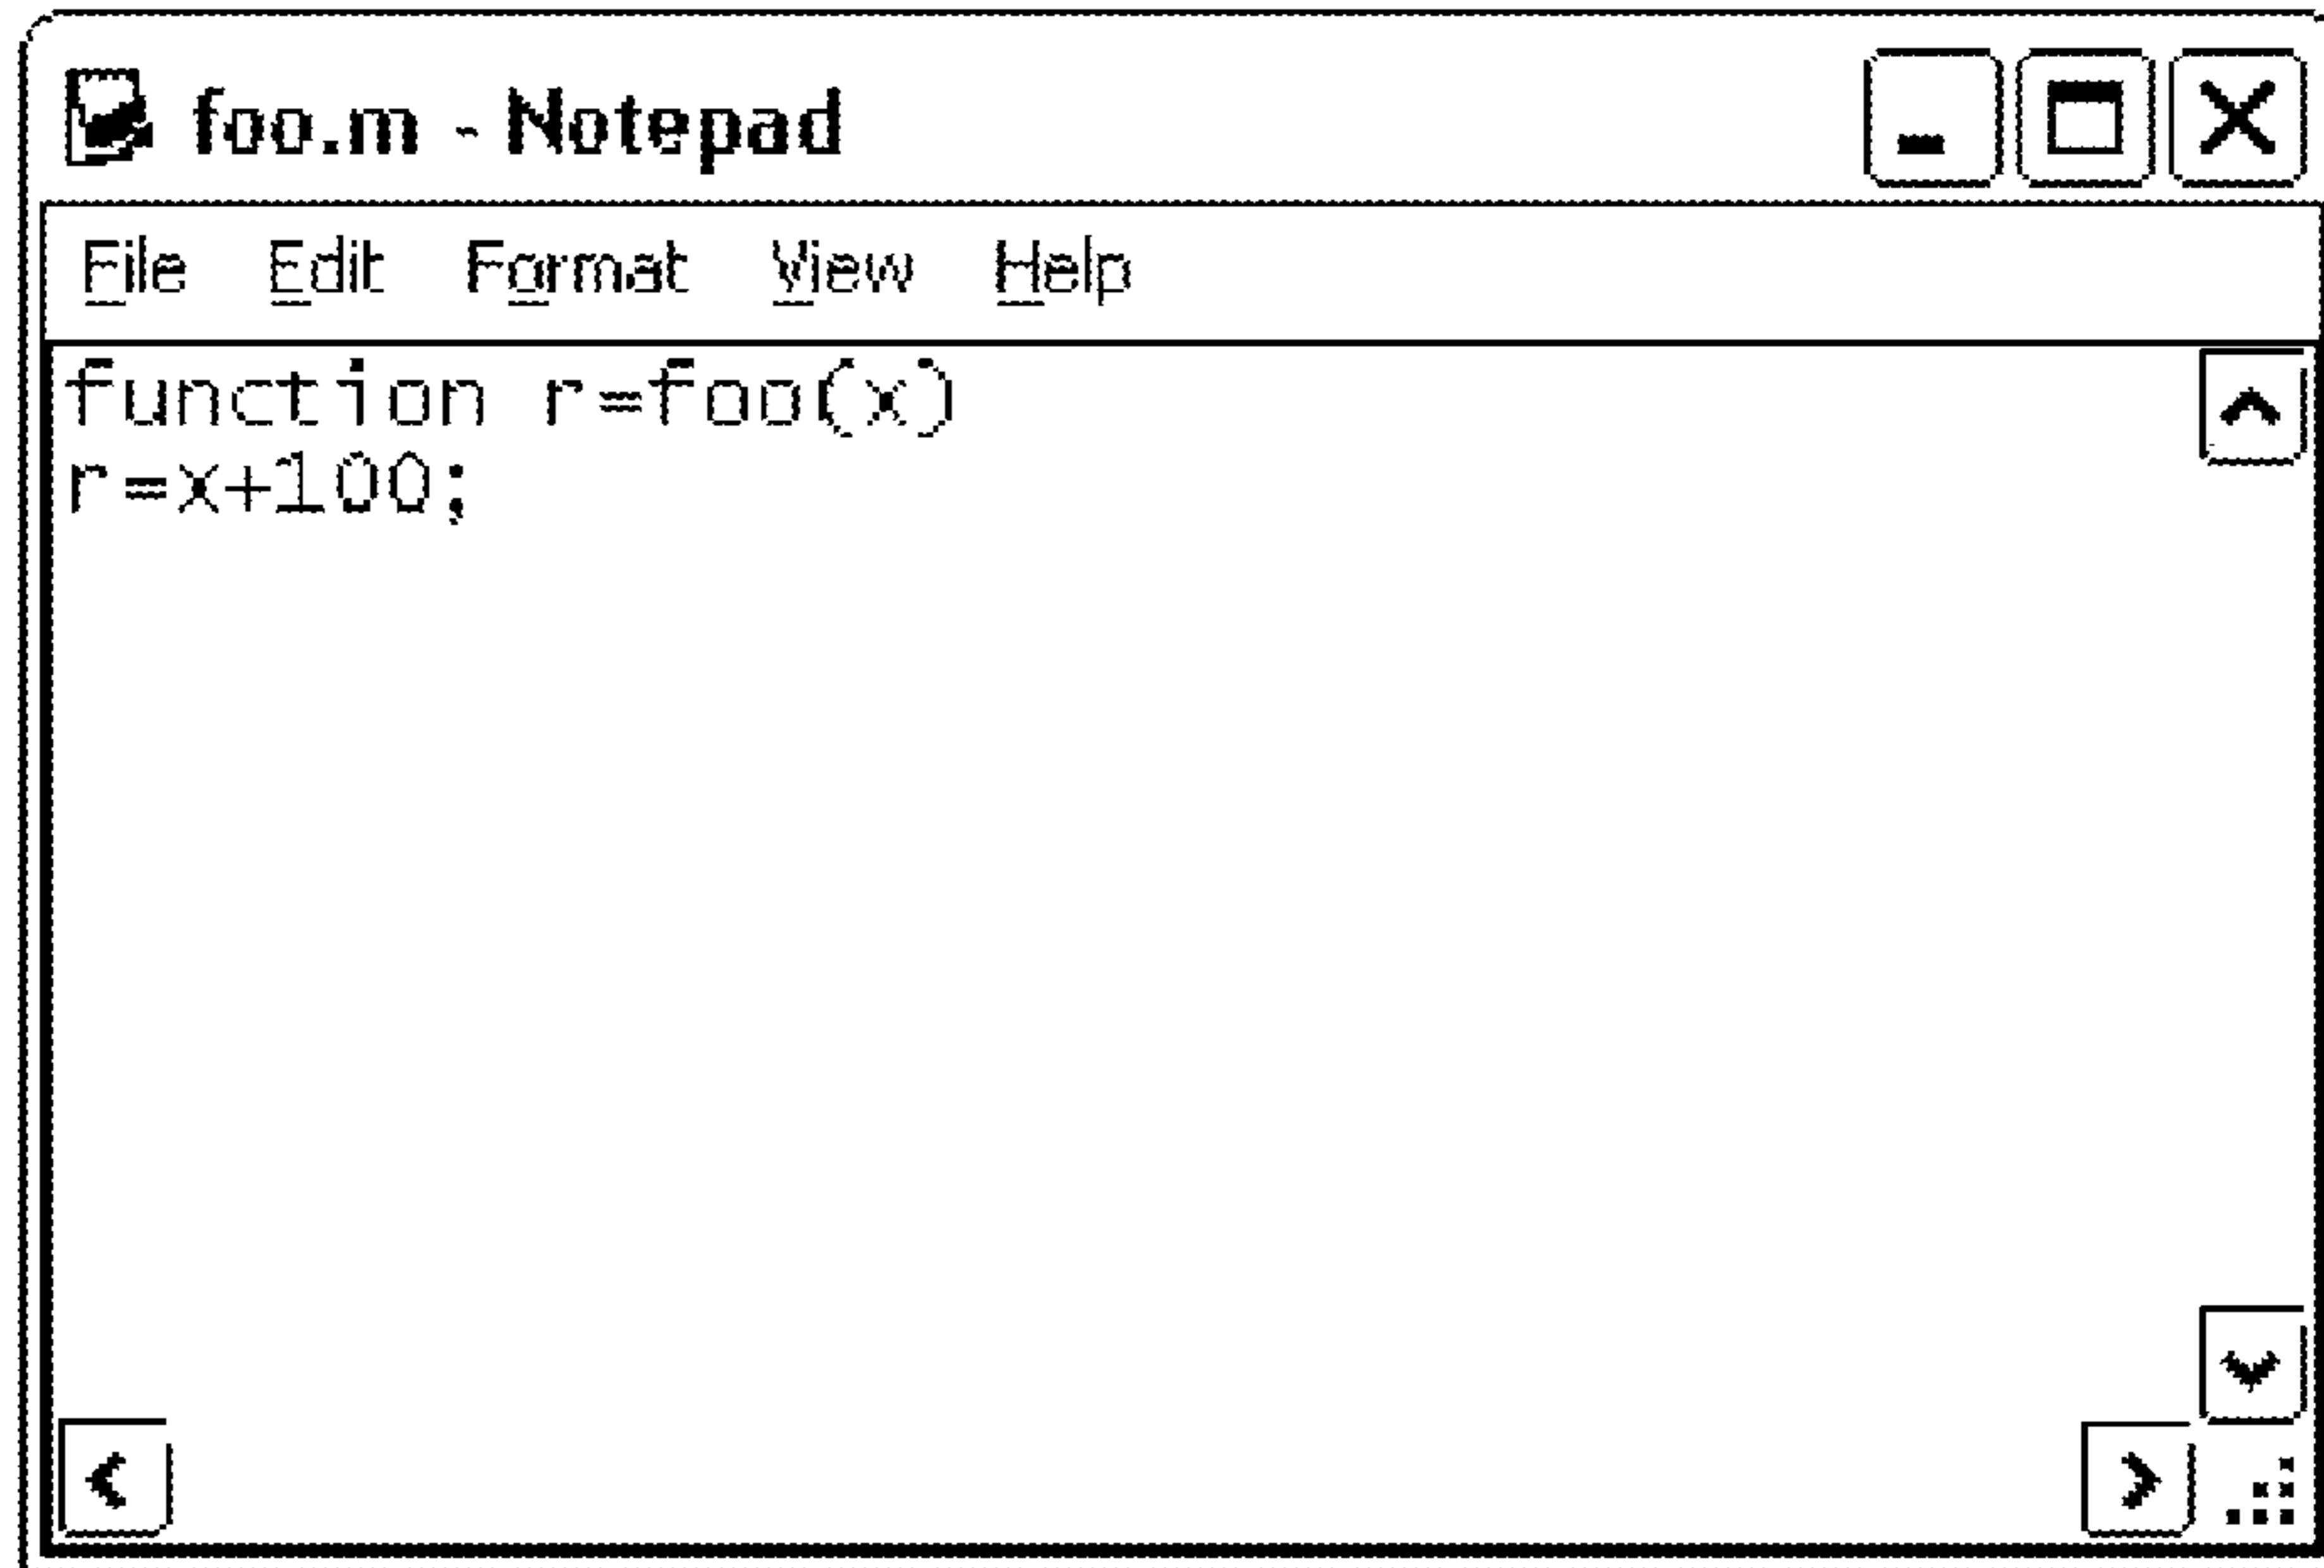 foo.m - Notepad
File Edit Format View Help
function r=foo(x)
r=x+100;